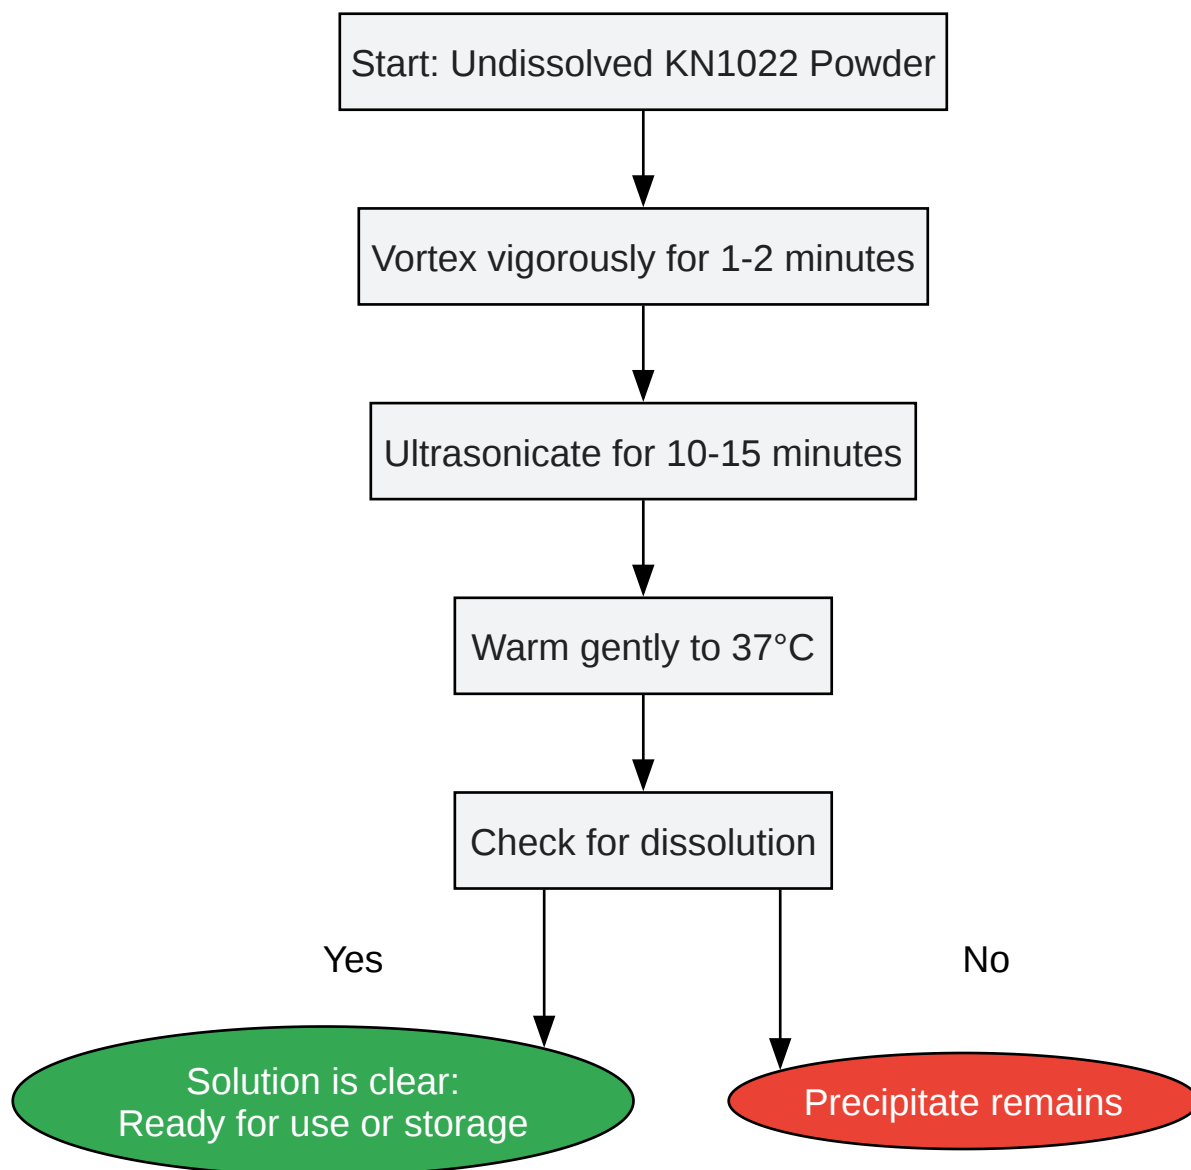 Start: Undissolved KN1022 Powder
Vortex vigorously for 1-2 minutes
Ultrasonicate for 10-15 minutes
Warm gently to 37°C
Check for dissolution
Yes
No
Solution is clear:
Ready for use or storage
Precipitate remains